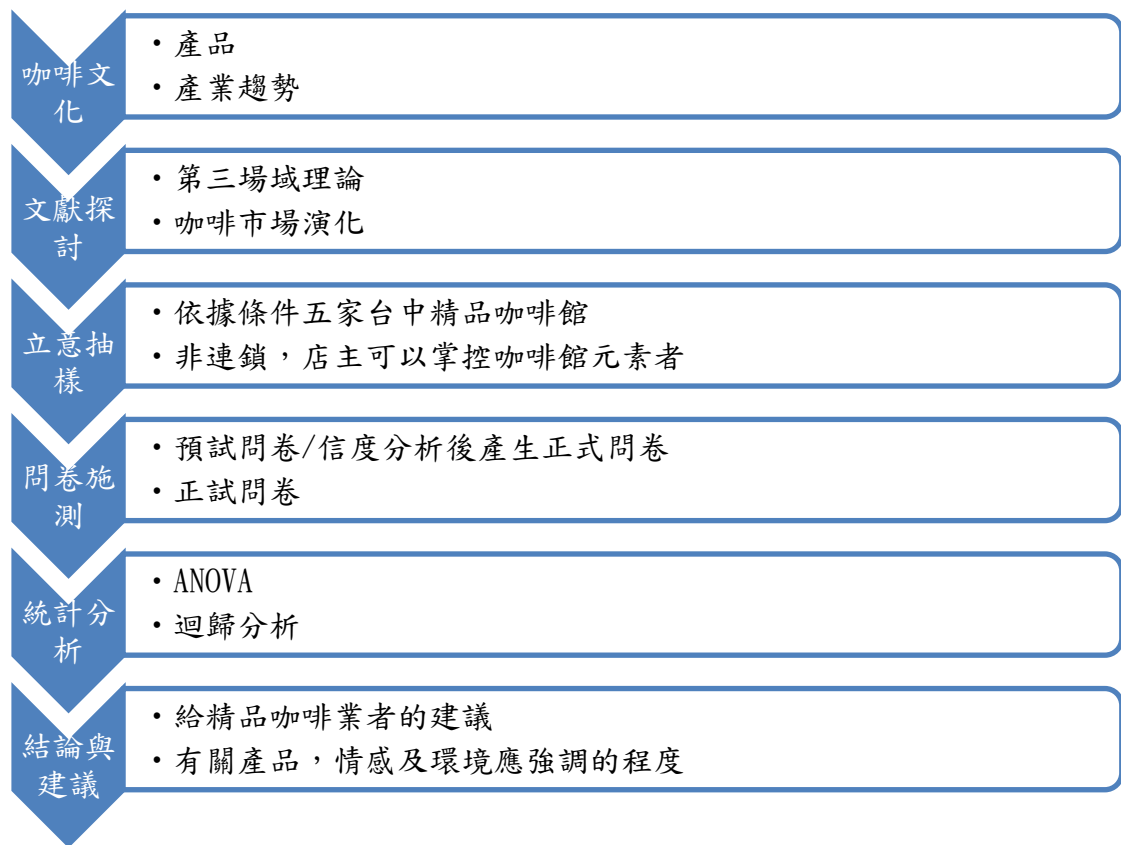 咖啡文
化
・產品
・產業趨勢
文獻探
討
・第三場域理論
・咖啡市場演化
立意抽
樣
・依據條件五家台中精品咖啡館
・非連鎖，店主可以掌控咖啡館元素者
問卷施
測
・預試問卷/信度分析後產生正式問卷
・正試問卷
統計分
析
・ANOVA
・迴歸分析
結論與
建議
・給精品咖啡業者的建議
・有關產品，情感及環境應強調的程度